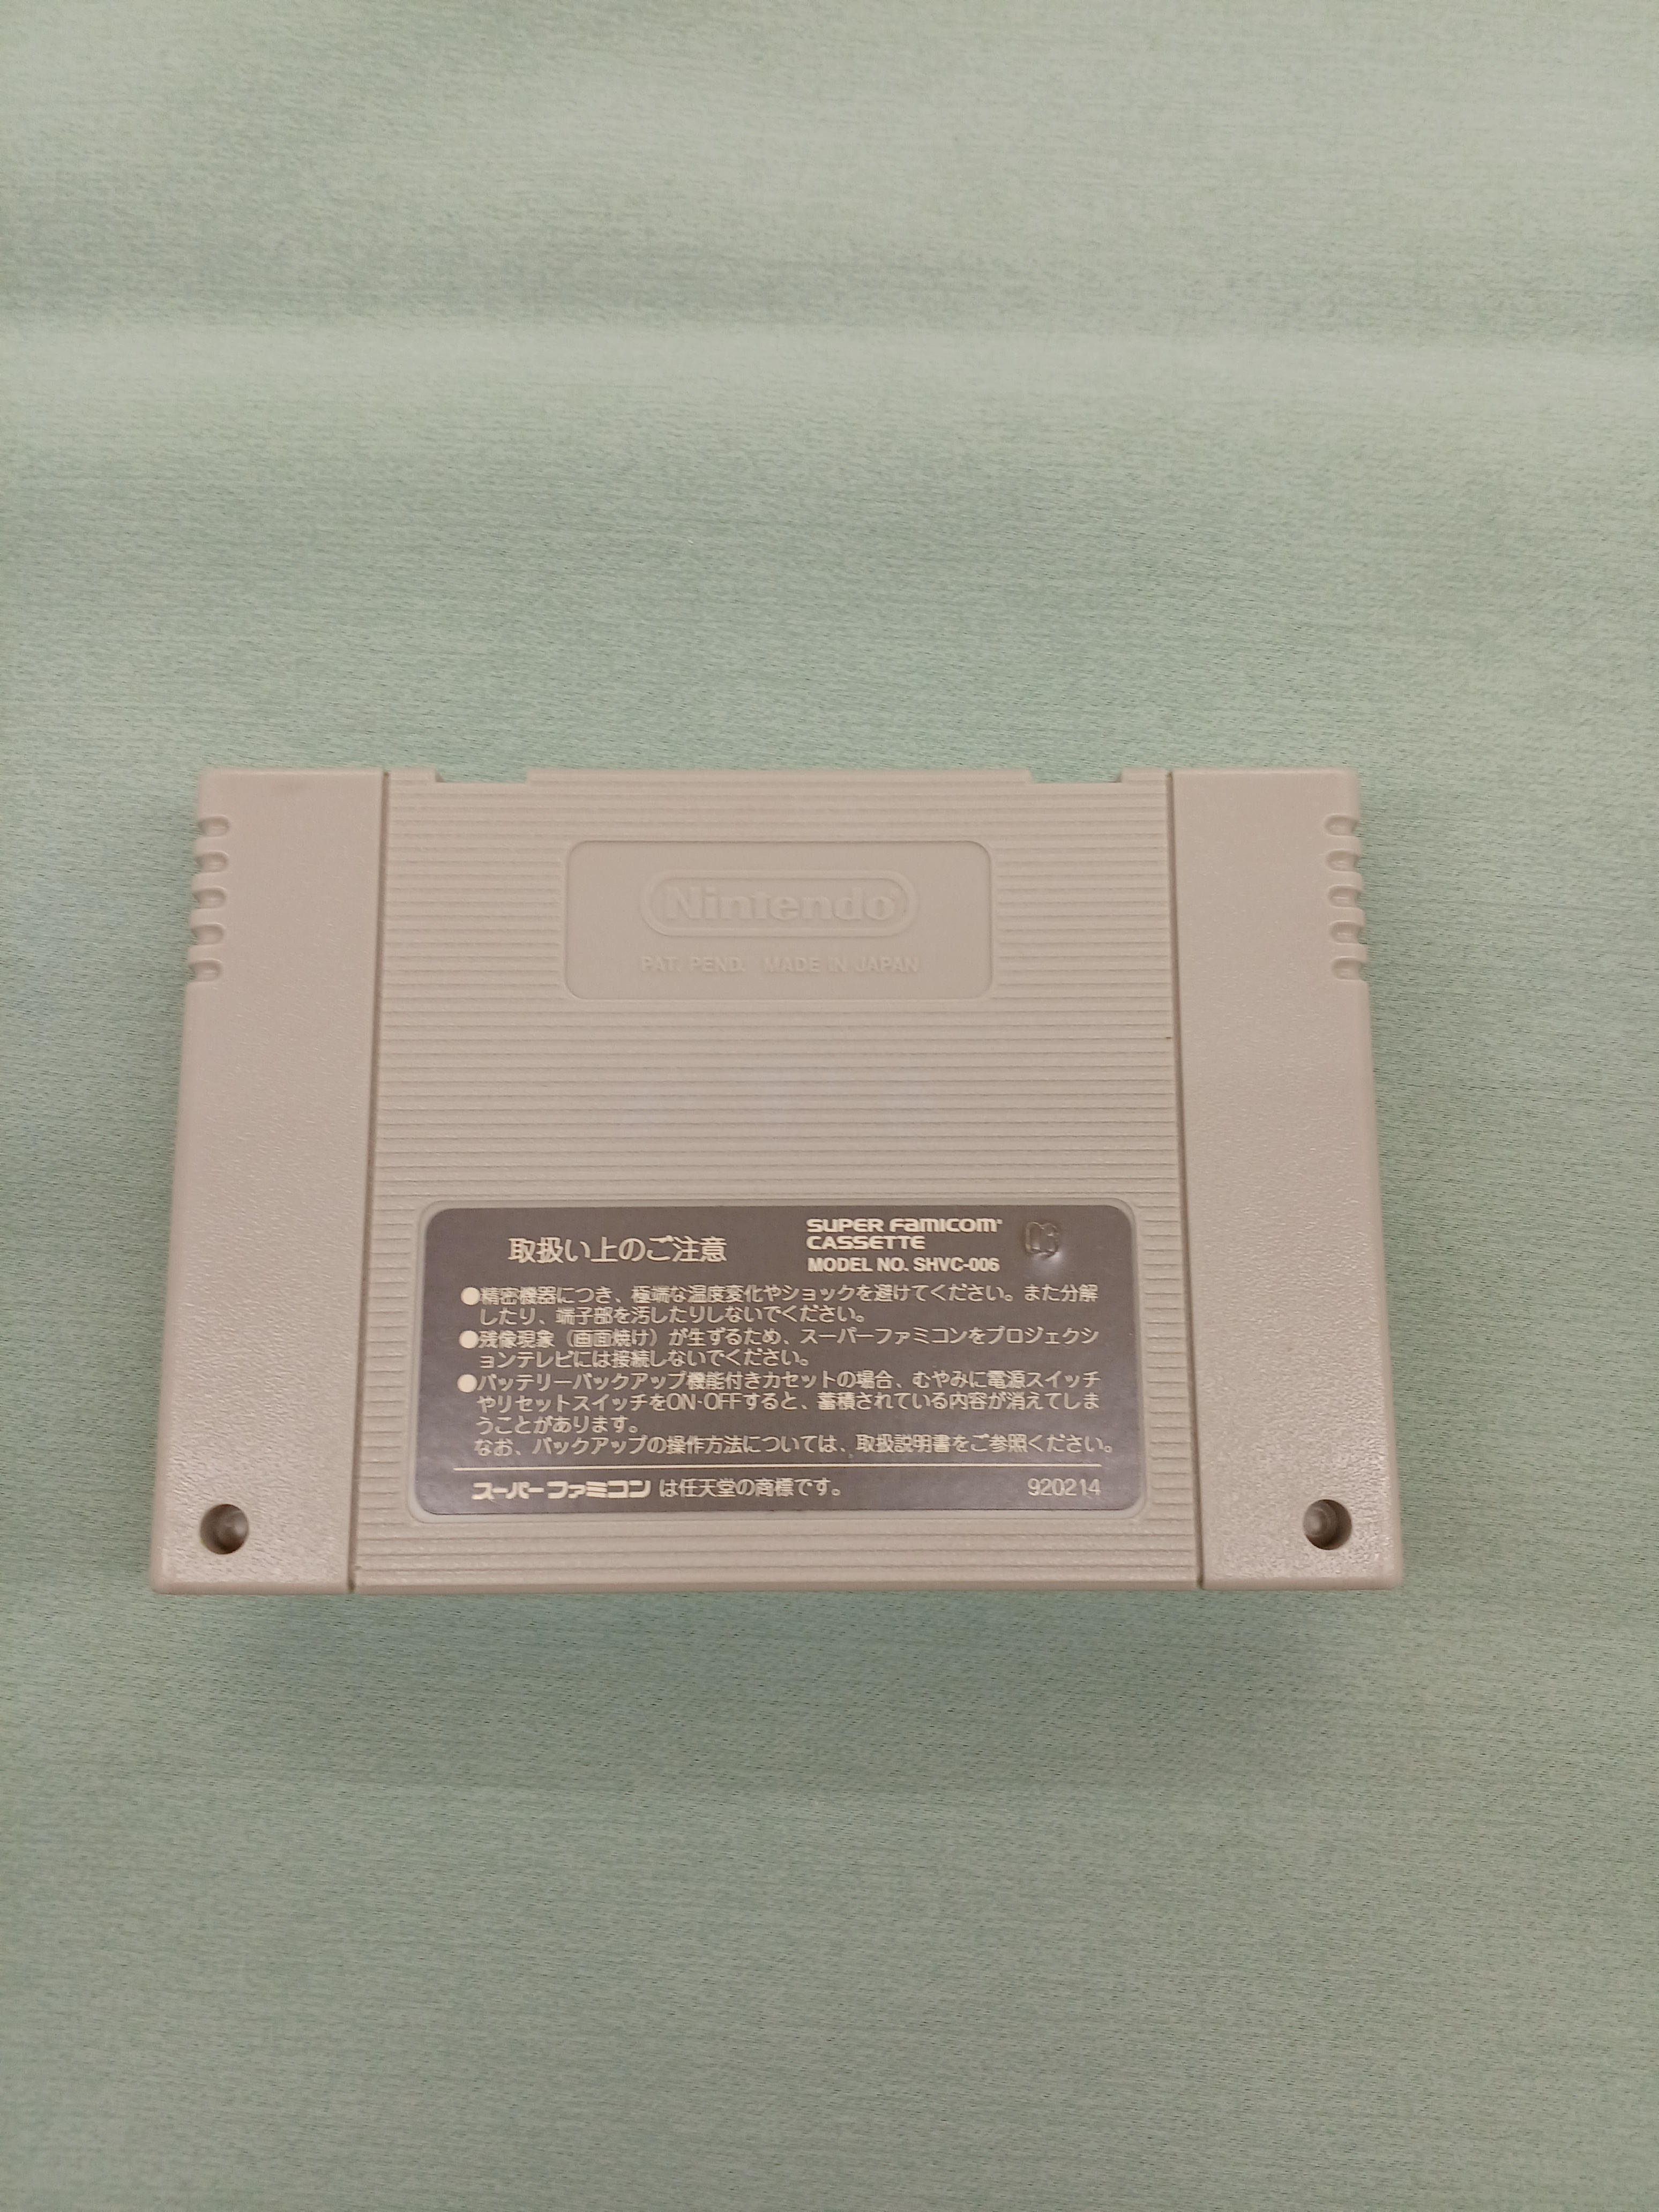 Nintendo
PAT. PEND. MADE IN JAPAN
取扱い上のご注意
SUPER FAMICOM
CASSETTE
MODEL NO. SHVC-006
●精密機器につき、極端な温度変化やショックを避けてください。また分解
したり、端子部を汚したりしないでください。
●残像現象（画面焼け）が生ずるため、スーパーファミコンをプロジェクシ
ョンテレビには接続しないでください。
●バッテリーバックアップ機能付きカセットの場合、むやみに電源スイッチ
やリセットスイッチをON・OFFすると、蓄積されている内容が消えてしま
うことがあります。
なお、バックアップの操作方法については、取扱説明書をご参照ください。
スーパーファミコンは任天堂の商標です。 920214